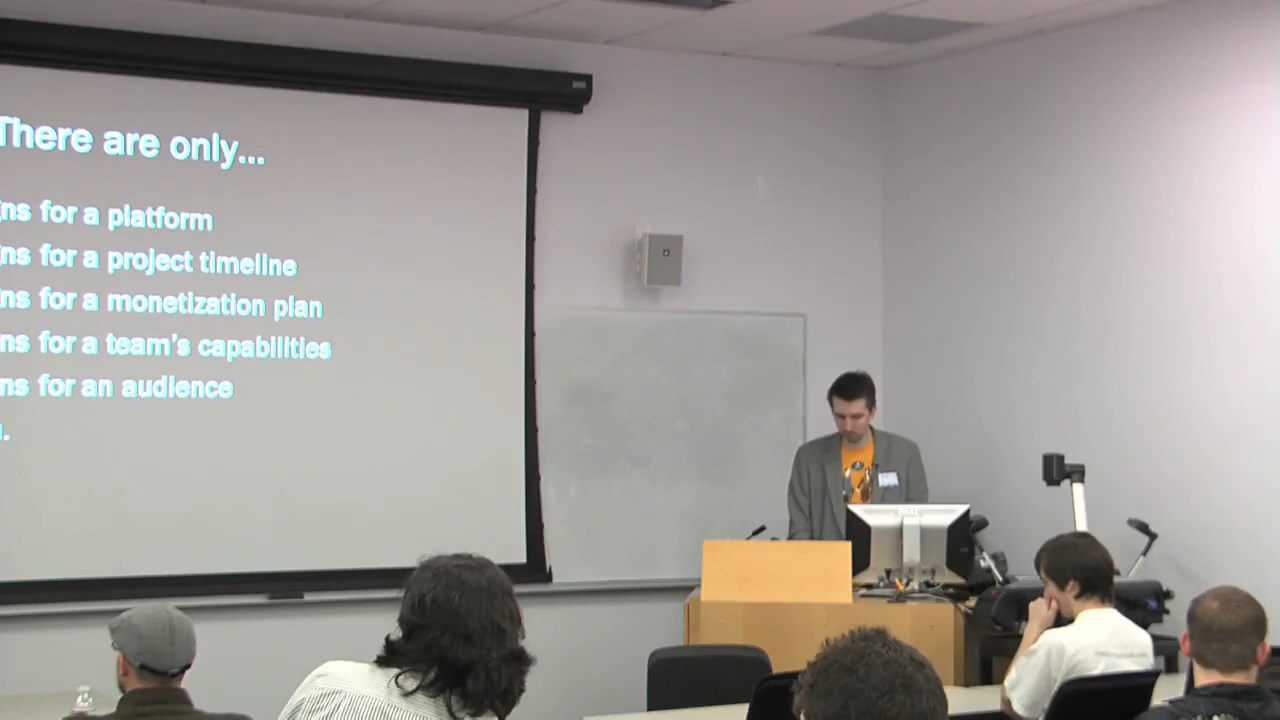 There are only...
ns for a platform
ns for a project timeline
ns for a monetization plan
ns for a team's capabilities
ns for an audience